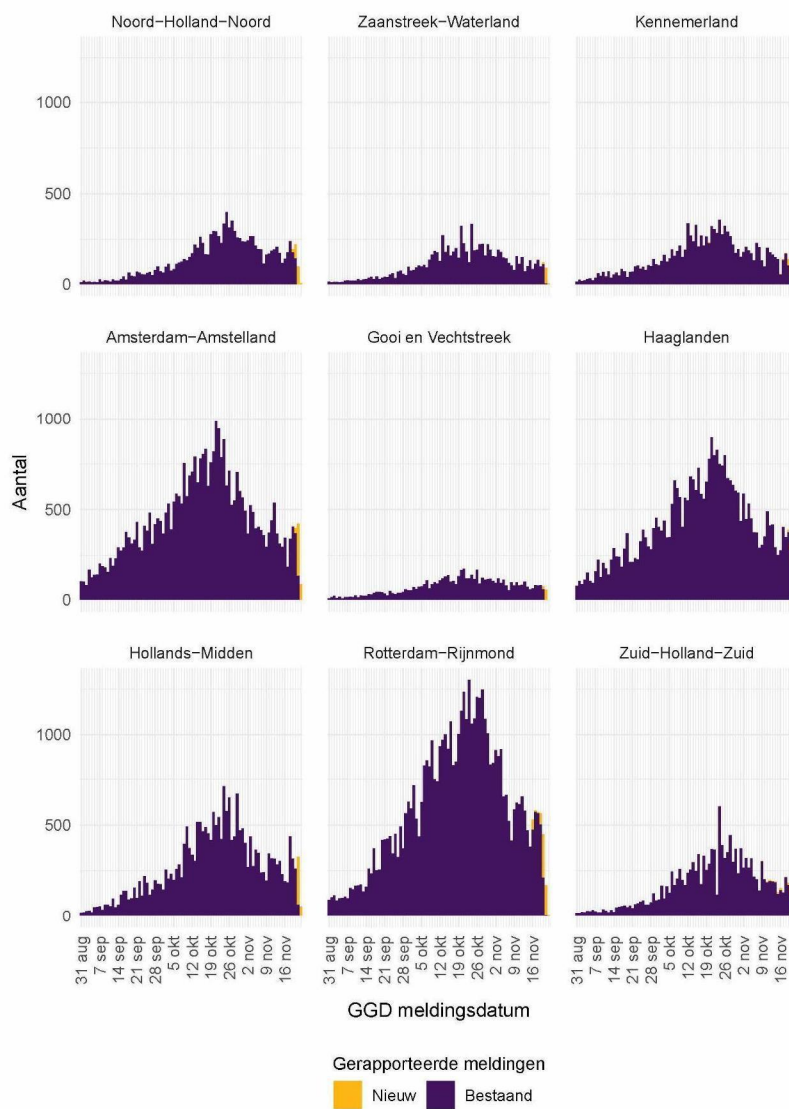 Noord−Holland−Noord Zaanstreek−Waterland Kennemerland
1000
500
0
Amsterdam−Amstelland Gooi en Vechtstreek Haaglanden
1000
500
0
Aantal
Hollands−Midden Rotterdam−Rijnmond Zuid−Holland−Zuid
1000
500
0
31 aug 7 sep 14 sep 21 sep 28 sep 5 okt 12 okt 19 okt 26 okt 2 nov 9 nov 16 nov
31 aug 7 sep 14 sep 21 sep 28 sep 5 okt 12 okt 19 okt 26 okt 2 nov 9 nov 16 nov
31 aug 7 sep 14 sep 21 sep 28 sep 5 okt 12 okt 19 okt 26 okt 2 nov 9 nov 16 nov
GGD meldingsdatum
Gerapporteerde meldingen
Nieuw Bestaand